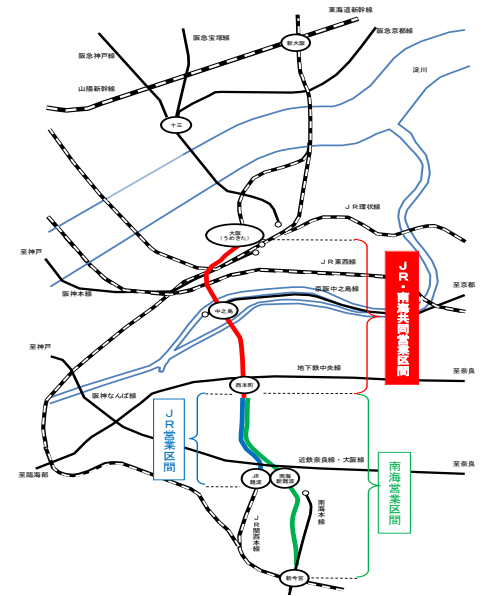 東海道新幹線
阪急宝塚線
阪急京都線
新大阪
阪急神戸線
淀川
山陽新幹線
十三
JR環状線
大阪
(うめきた)
至神戸
JR東西線
JR・南海共同営業区間
至京都
阪神本線
京阪中之島線
中之島
至神戸
地下鉄中央線
至奈良
西本町
阪神なんば線
JR営業区間
近鉄奈良線・大阪線
至奈良
南海営業区間
至臨海部
JR
難波
南海
新難波
南海本線
JR関西本線
新今宮